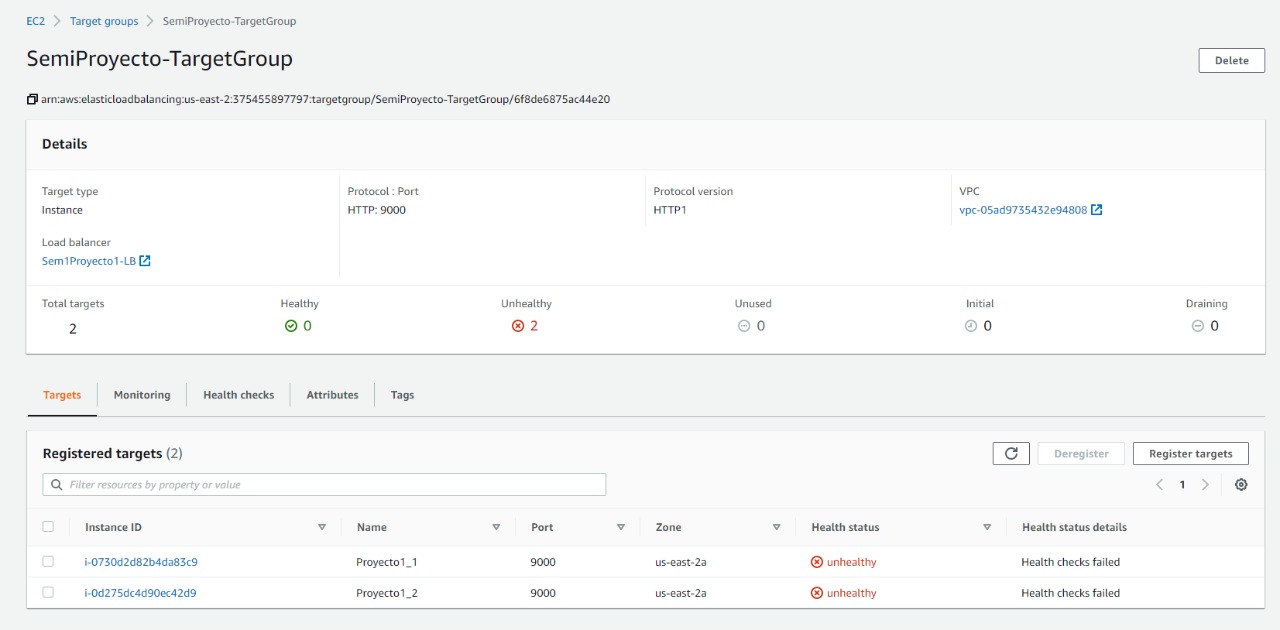 EC2 > Target groups > SemiProyecto-TargetGroup
SemiProyecto-TargetGroup
Delete
arn:aws:elasticloadbalancing:us-east-2:375455897797:targetgroup/SemiProyecto-TargetGroup/6f8de6875ac44e20
Details
Target type
Instance
Protocol : Port
HTTP: 9000
Protocol version
HTTP1
VPC
vpc-05ad9735432e94808
Load balancer
Sem1Proyecto1-LB
Total targets
2
Healthy
0
Unhealthy
2
Unused
0
Initial
0
Draining
0
Targets Monitoring Health checks Attributes Tags
Registered targets (2)
Deregister
Register targets
Filter resources by property or value
1
Instance ID Name Port Zone Health status Health status details
i-0730d2d82b4da83c9 Proyecto1_1 9000 us-east-2a unhealthy Health checks failed
i-0d275dc4d90ec42d9 Proyecto1_2 9000 us-east-2a unhealthy Health checks failed